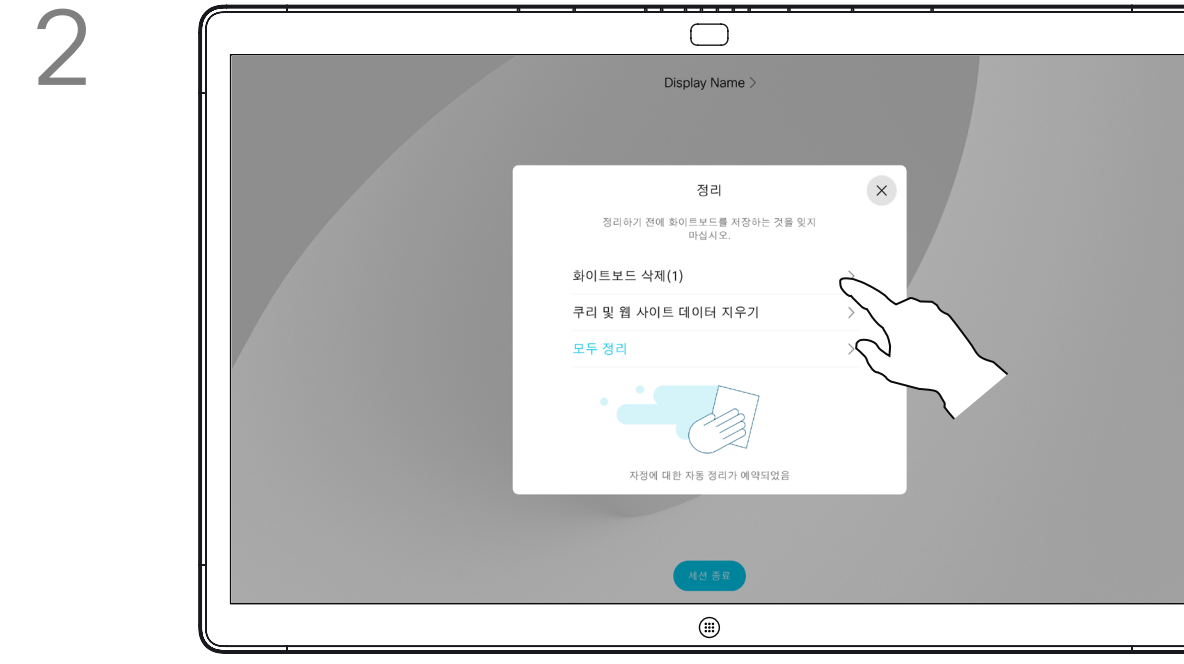 2
Display Name >
정리
정리하기 전에 화이트보드를 저장하는 것을 잊지
마십시오.
화이트보드 삭제(1)
쿠리 및 웹 사이트 데이터 지우기
모두 정리
자정에 대한 자동 정리가 예약되었음
세션 종료